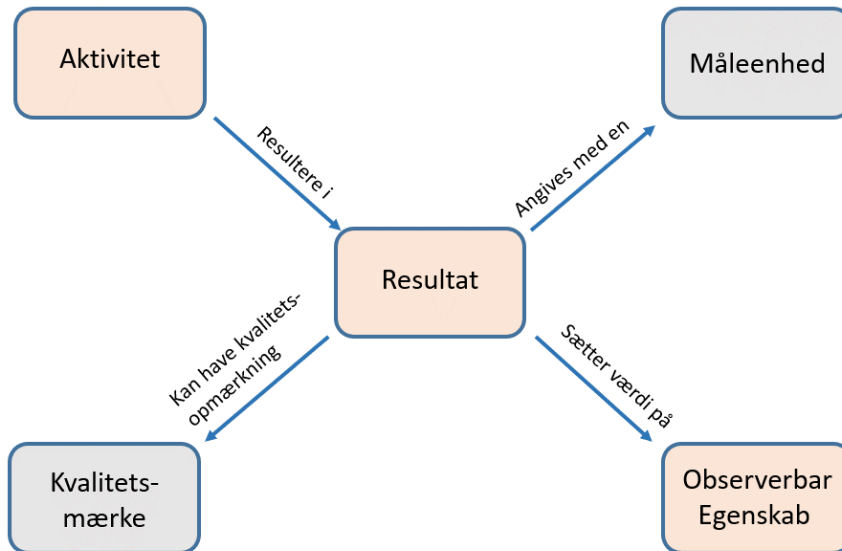 Aktivitet
Måleenhed
Resultere i
Angives med en
Resultat
Kan have kvalitets-
opmærkning
Sætter værdi på
Kvalitets-
mærke
Observerbar
Egenskab